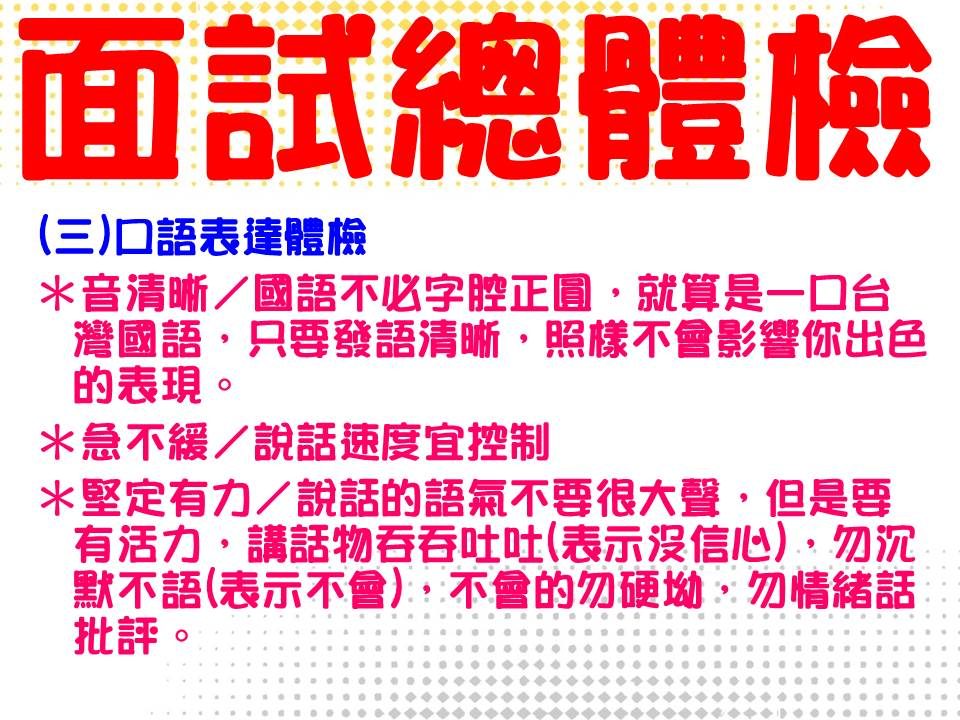 面試總體檢
(三)口語表達體檢
＊音清晰／國語不必字腔正圓，就算是一口台
灣國語，只要發語清晰，照樣不會影響你出色
的表現。
＊急不緩／說話速度宜控制
＊堅定有力／說話的語氣不要很大聲，但是要
有活力，講話物吞吞吐吐(表示沒信心)，勿沉
默不語(表示不會)，不會的勿硬坳，勿情緒話
批評。